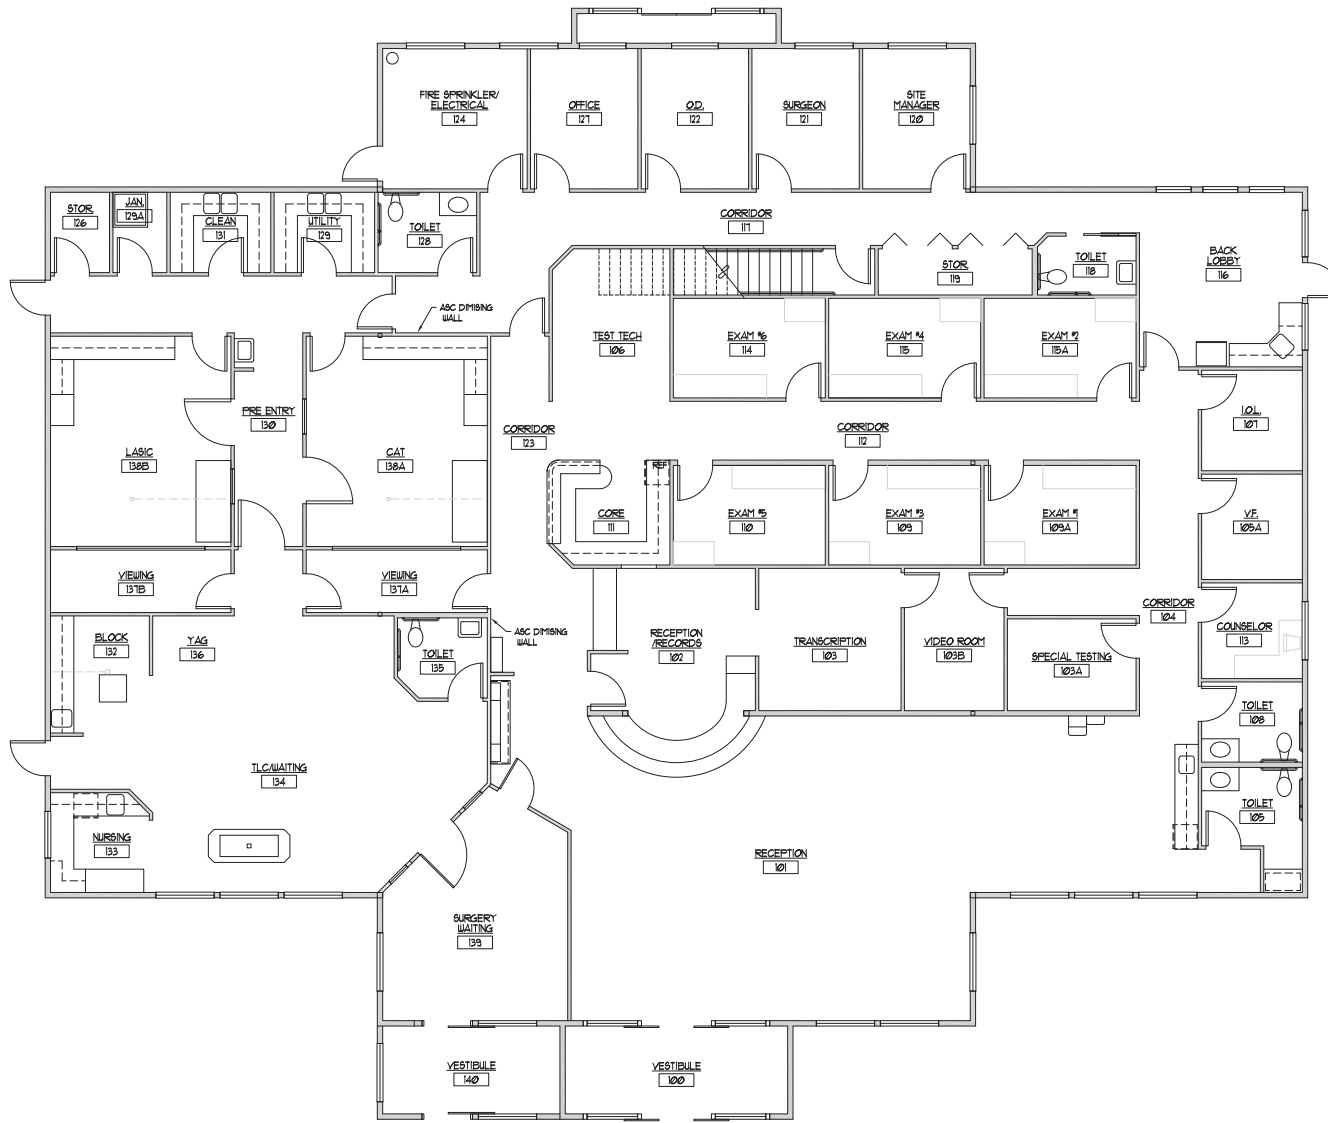 FIRE SPRINKLER/
ELECTRICAL
124
OFFICE
127
O.D.
122
SURGEON
121
SITE
MANAGER
120
STOR
126
JAN.
129A
CLEAN
131
UTILITY
129
TOILET
128
CORRIDOR
117
STOR
119
TOILET
118
BACK
LOBBY
116
ASC DIMISING
WALL
TEST TECH
106
EXAM #6
114
EXAM #4
115
EXAM #2
115A
PRE ENTRY
130
LASIC
138B
CAT
138A
CORRIDOR
123
CORRIDOR
112
I.O.L.
107
REF
CORE
111
EXAM #5
110
EXAM #3
109
EXAM #1
109A
V.F.
105A
VIEWING
137B
VIEWING
137A
BLOCK
132
YAG
136
TOILET
135
ASC DIMISING
WALL
RECEPTION
/RECORDS
102
TRANSCRIPTION
103
VIDEO ROOM
103B
SPECIAL TESTING
103A
CORRIDOR
104
COUNSELOR
113
TOILET
108
TLC/WAITING
134
TOILET
105
NURSING
133
RECEPTION
101
SURGERY
WAITING
139
VESTIBULE
140
VESTIBULE
100